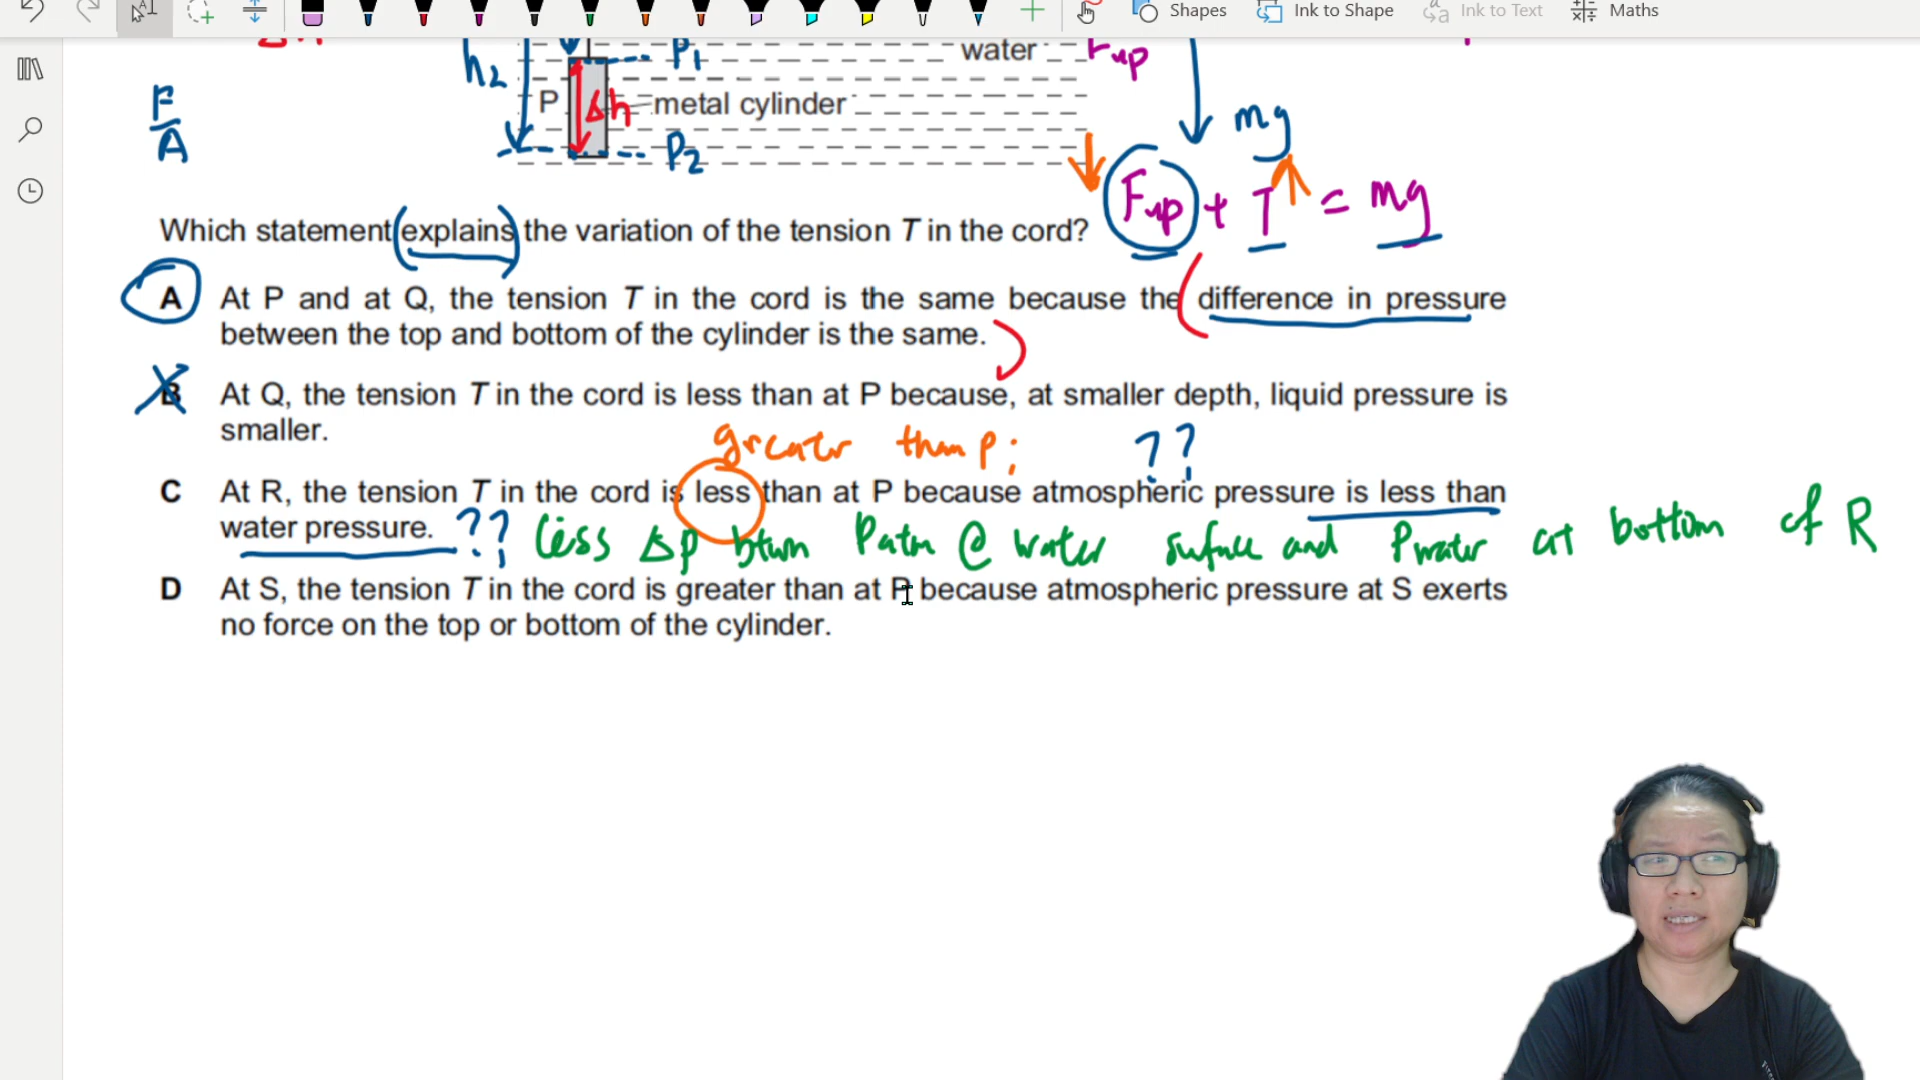 Shapes Ink to Shape Ink to Text Maths
h2 P1 water Fup
F/A P Δh metal cylinder mg
P2
Fup + T = mg
Which statement explains the variation of the tension T in the cord?
A At P and at Q, the tension T in the cord is the same because the difference in pressure
between the top and bottom of the cylinder is the same.
B At Q, the tension T in the cord is less than at P because, at smaller depth, liquid pressure is
smaller.
greater than P; ??
C At R, the tension T in the cord is less than at P because atmospheric pressure is less than
water pressure. ?? less Δp btwn Patm @ water surface and Pwater at bottom of R
D At S, the tension T in the cord is greater than at P because atmospheric pressure at S exerts
no force on the top or bottom of the cylinder.